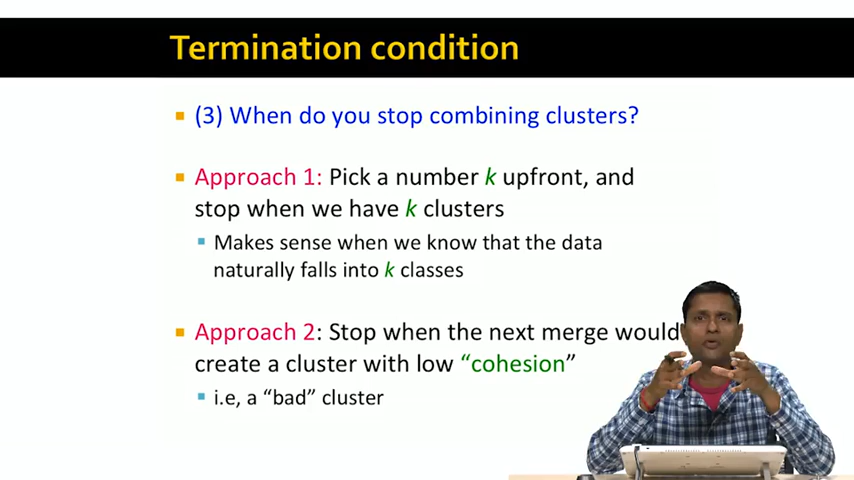 Termination condition
(3) When do you stop combining clusters?
Approach 1: Pick a number k upfront, and
stop when we have k clusters
Makes sense when we know that the data
naturally falls into k classes
Approach 2: Stop when the next merge would
create a cluster with low “cohesion”
i.e, a “bad” cluster